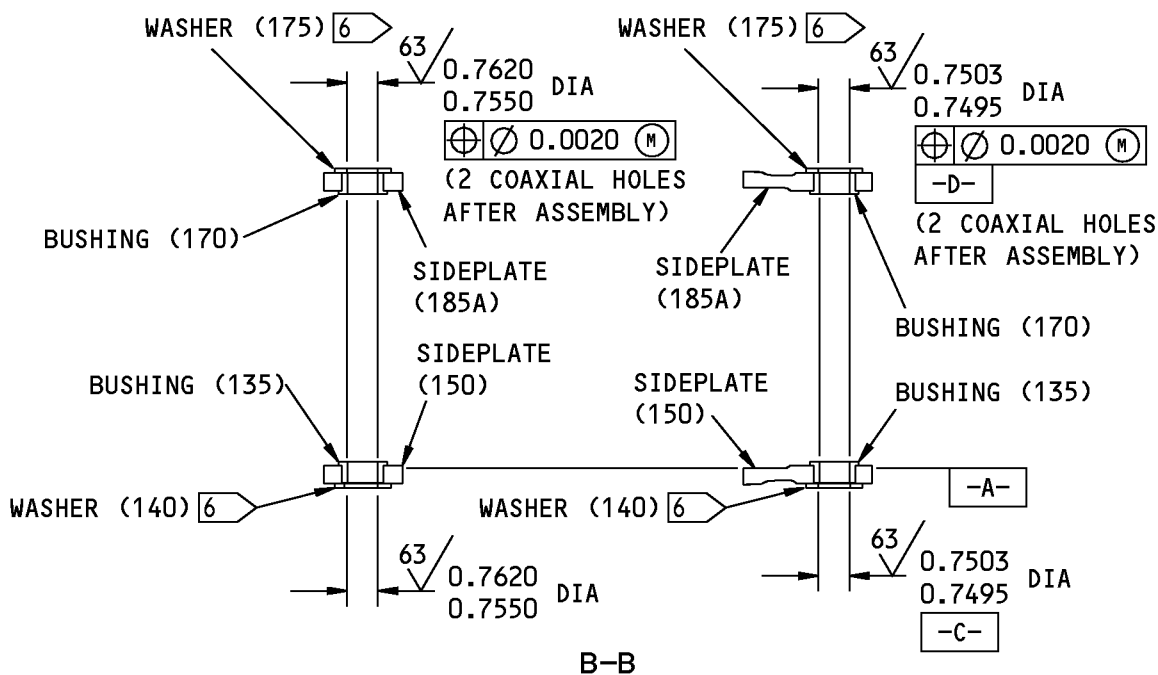 WASHER (175) 6
63
0.7620
0.7550 DIA
⌖ ⌀ 0.0020 Ⓜ
(2 COAXIAL HOLES
AFTER ASSEMBLY)
BUSHING (170)
SIDEPLATE
(185A)
SIDEPLATE
(150)
BUSHING (135)
WASHER (140) 6
63
0.7620
0.7550 DIA
WASHER (175) 6
63
0.7503
0.7495 DIA
⌖ ⌀ 0.0020 Ⓜ
-D-
(2 COAXIAL HOLES
AFTER ASSEMBLY)
SIDEPLATE
(185A)
BUSHING (170)
SIDEPLATE
(150)
BUSHING (135)
-A-
WASHER (140) 6
63
0.7503
0.7495 DIA
-C-
B-B